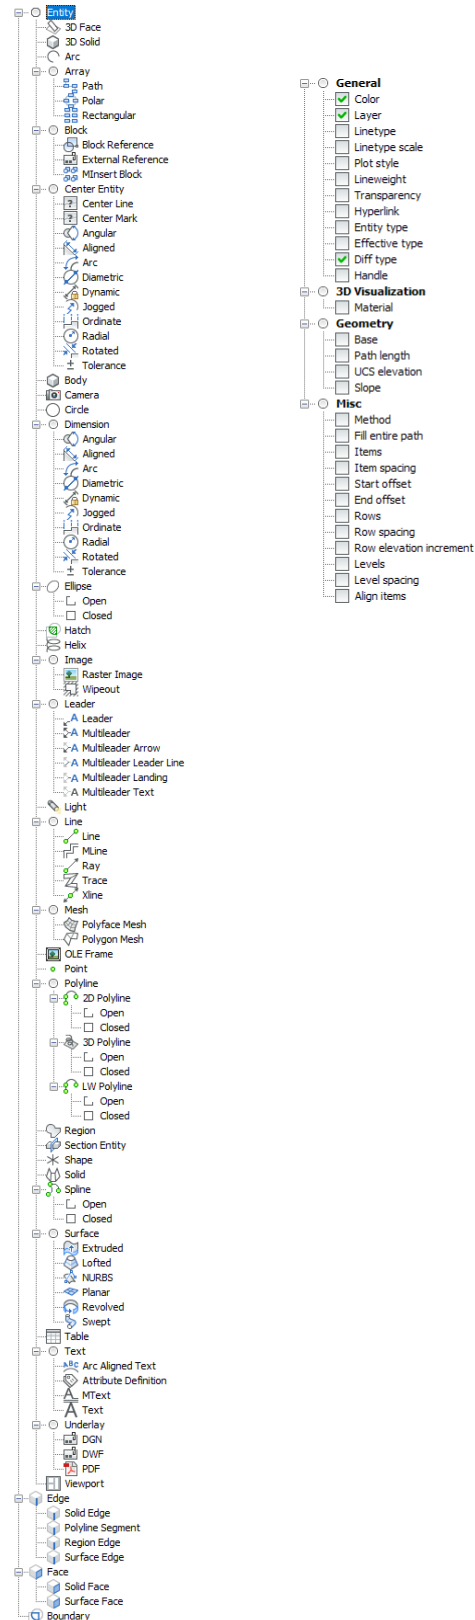 Entity
3D Face
3D Solid
Arc
Array
Path
Polar
Rectangular
Block
Block Reference
External Reference
MInsert Block
Center Entity
Center Line
Center Mark
Angular
Aligned
Arc
Diametric
Dynamic
Jogged
Ordinate
Radial
Rotated
Tolerance
Body
Camera
Circle
Dimension
Angular
Aligned
Arc
Diametric
Dynamic
Jogged
Ordinate
Radial
Rotated
Tolerance
Ellipse
Open
Closed
Hatch
Helix
Image
Raster Image
Wipeout
Leader
Leader
Multileader
Multileader Arrow
Multileader Leader Line
Multileader Landing
Multileader Text
Light
Line
Line
MLine
Ray
Trace
Xline
Mesh
Polyface Mesh
Polygon Mesh
OLE Frame
Point
Polyline
2D Polyline
Open
Closed
3D Polyline
Open
Closed
LW Polyline
Open
Closed
Region
Section Entity
Shape
Solid
Spline
Open
Closed
Surface
Extruded
Lofted
NURBS
Planar
Revolved
Swept
Table
Text
Arc Aligned Text
Attribute Definition
MText
Text
Underlay
DGN
DWF
PDF
Viewport
Edge
Solid Edge
Polyline Segment
Region Edge
Surface Edge
Face
Solid Face
Surface Face
Boundary
General
Color
Layer
Linetype
Linetype scale
Plot style
Lineweight
Transparency
Hyperlink
Entity type
Effective type
Diff type
Handle
3D Visualization
Material
Geometry
Base
Path length
UCS elevation
Slope
Misc
Method
Fill entire path
Items
Item spacing
Start offset
End offset
Rows
Row spacing
Row elevation increment
Levels
Level spacing
Align items